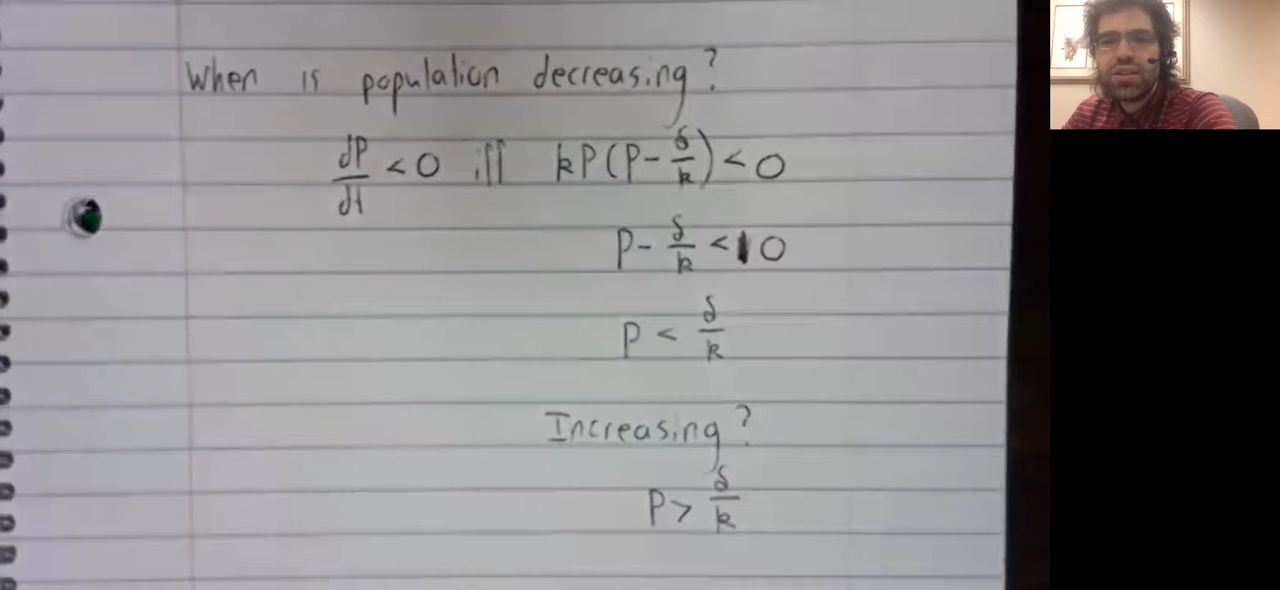 When is population decreasing?
dP/dt < 0 iff kP(P - δ/k) < 0
P - δ/k < 0
P < δ/k
Increasing?
P > δ/k